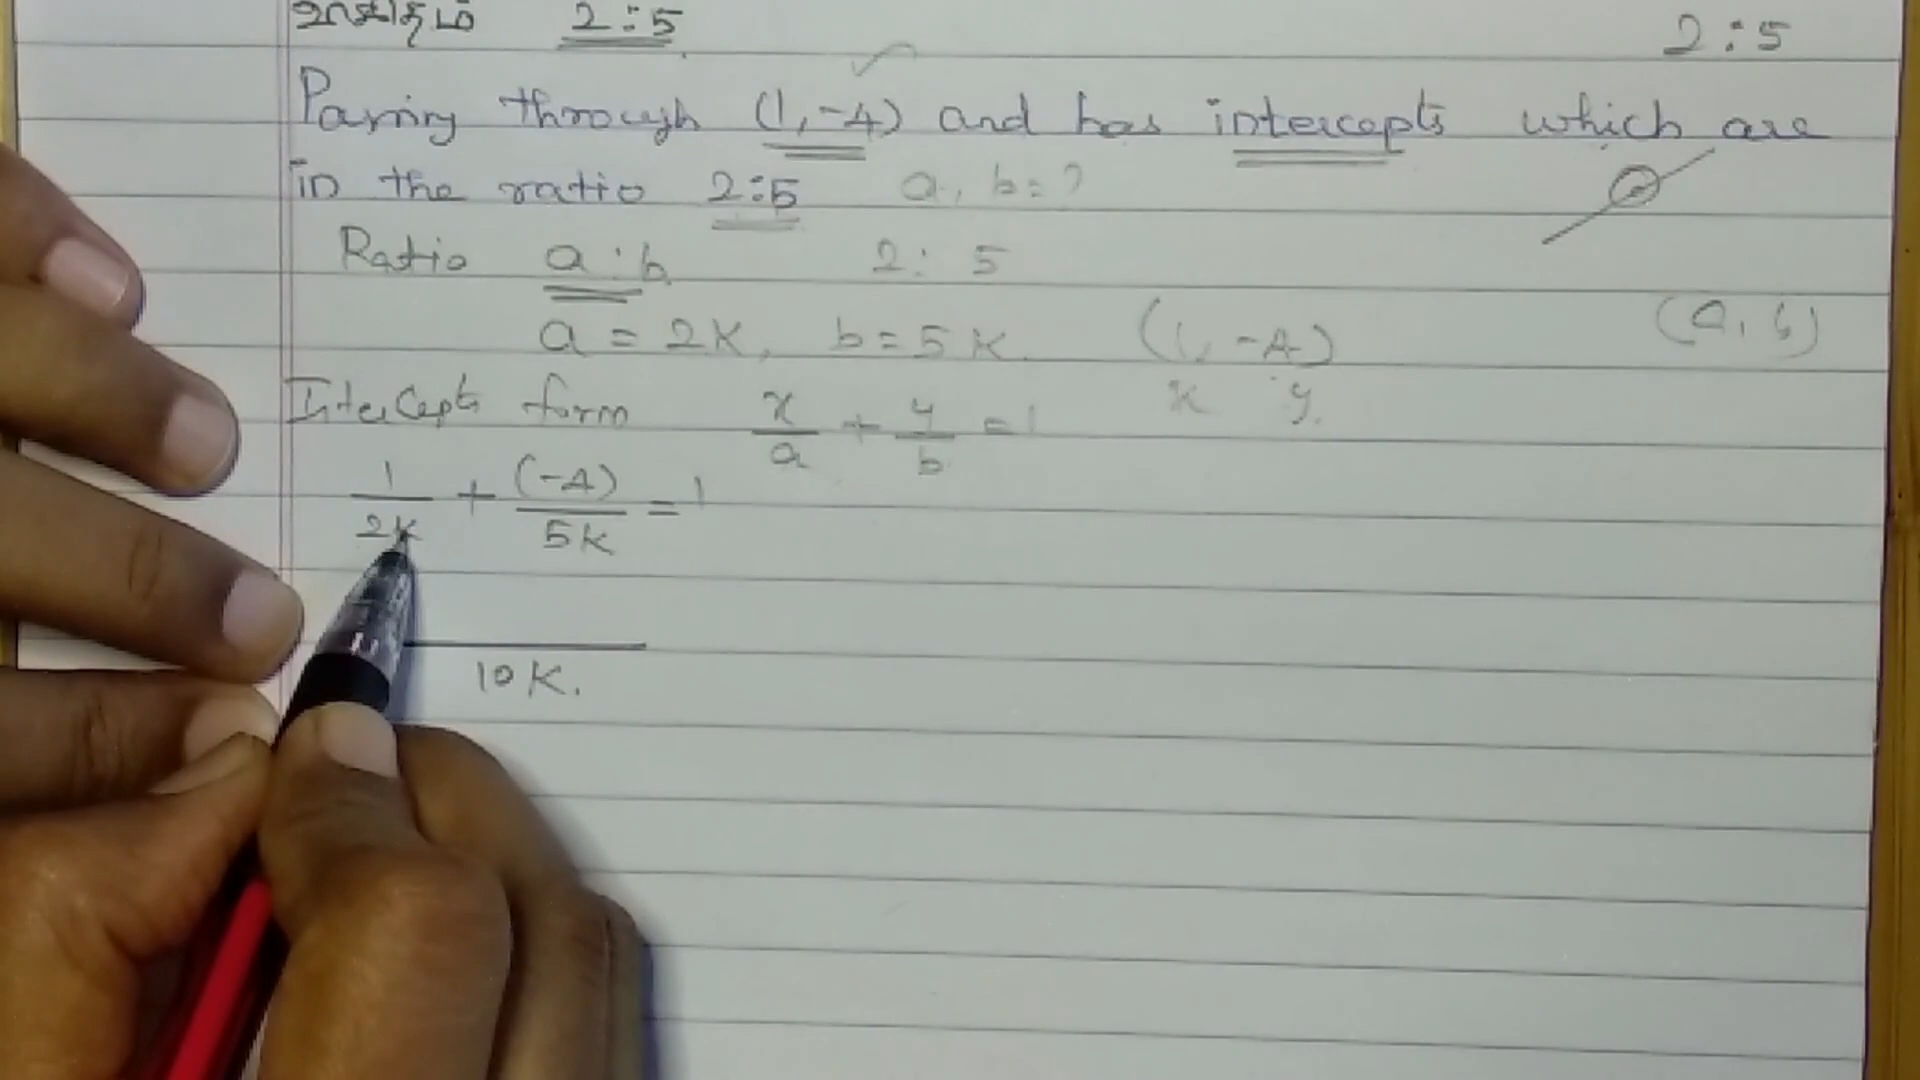 விகிதம் 2:5 2:5
Passing through (1,-4) and has intercepts which are
in the ratio 2:5 a, b=?
Ratio a:b 2:5
a = 2K, b = 5K (1,-4) (a, b)
Intercepts form x/a + y/b = 1 x y
1/2k + (-4)/5k = 1
10K.